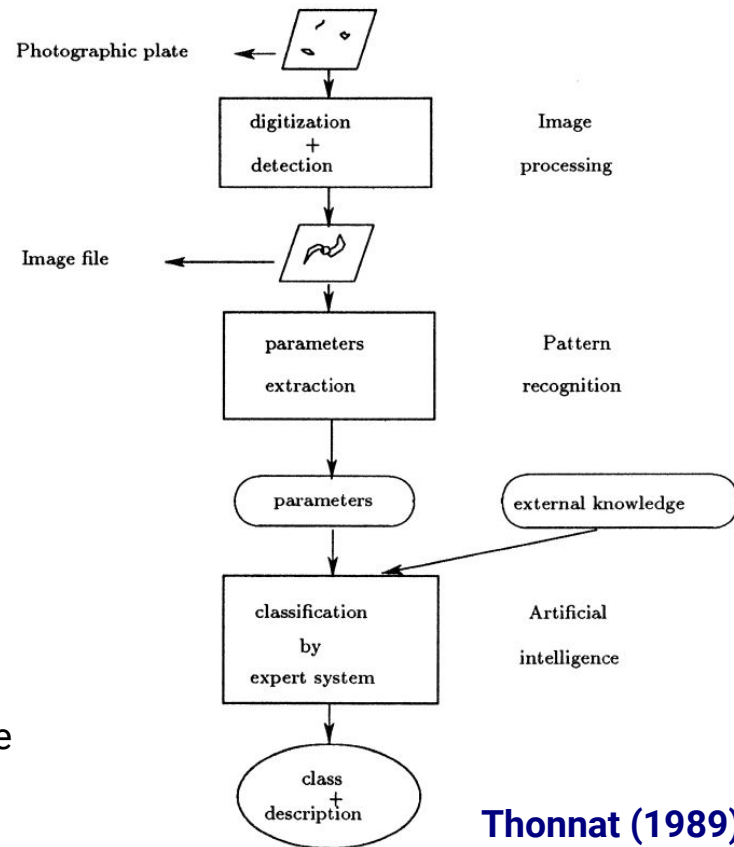 Photographic plate
digitization
+
detection
Image
processing
Image file
parameters
extraction
Pattern
recognition
parameters
external knowledge
classification
by
expert system
Artificial
intelligence
e
class
+
description
Thonnat (1989)